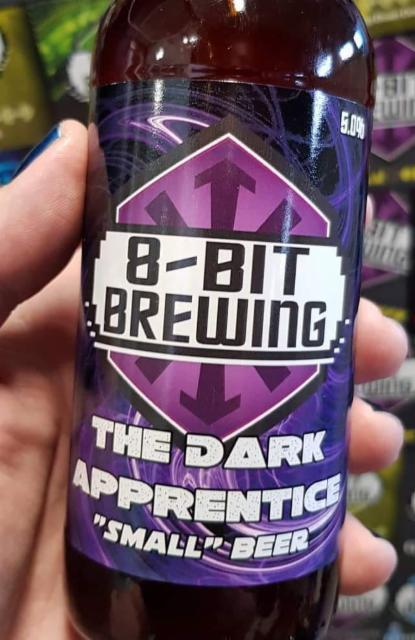 5.0%
8-BIT
BREWING
THE DARK
APPRENTICE
"SMALL" BEER